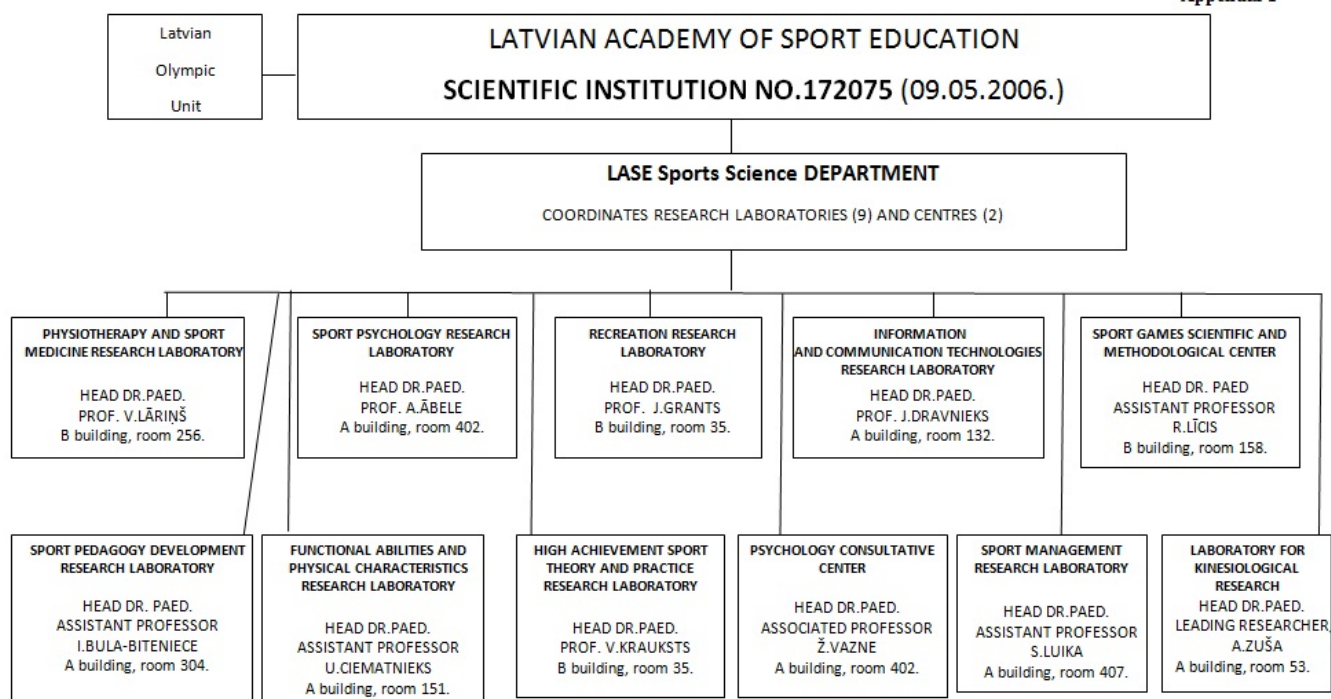 Latvian
Olympic
Unit
LATVIAN ACADEMY OF SPORT EDUCATION
SCIENTIFIC INSTITUTION NO.172075 (09.05.2006.)
LASE Sports Science DEPARTMENT
COORDINATES RESEARCH LABORATORIES (9) AND CENTRES (2)
PHYSIOTHERAPY AND SPORT
MEDICINE RESEARCH LABORATORY
HEAD DR.PAED.
PROF. V.LĀRIŅŠ
B building, room 256.
SPORT PSYCHOLOGY RESEARCH
LABORATORY
HEAD DR.PAED.
PROF. A.ĀBELE
A building, room 402.
RECREATION RESEARCH
LABORATORY
HEAD DR.PAED.
PROF. J.GRANTS
B building, room 35.
INFORMATION
AND COMMUNICATION TECHNOLOGIES
RESEARCH LABORATORY
HEAD DR.PAED.
PROF. J.DRAVNIEKS
A building, room 132.
SPORT GAMES SCIENTIFIC AND
METHODOLOGICAL CENTER
HEAD DR. PAED
ASSISTANT PROFESSOR
R.LĪCIS
B building, room 158.
SPORT PEDAGOGY DEVELOPMENT
RESEARCH LABORATORY
HEAD DR. PAED.
ASSISTANT PROFESSOR
I.BULA-BITENIECE
A building, room 304.
FUNCTIONAL ABILITIES AND
PHYSICAL CHARACTERISTICS
RESEARCH LABORATORY
HEAD DR.PAED.
ASSISTANT PROFESSOR
U.CIEMATNIEKS
A building, room 151.
HIGH ACHIEVEMENT SPORT
THEORY AND PRACTICE
RESEARCH LABORATORY
HEAD DR.PAED.
PROF. V.KRAUKSTS
B building, room 35.
PSYCHOLOGY CONSULTATIVE
CENTER
HEAD DR.PAED.
ASSOCIATED PROFESSOR
Ž.VAZNE
A building, room 402.
SPORT MANAGEMENT
RESEARCH LABORATORY
HEAD DR.PAED.
ASSISTANT PROFESSOR
S.LUIKA
A building, room 407.
LABORATORY FOR
KINESIOLOGICAL
RESEARCH
HEAD DR.PAED.
LEADING RESEARCHER,
A.ZUŠA
A building, room 53.